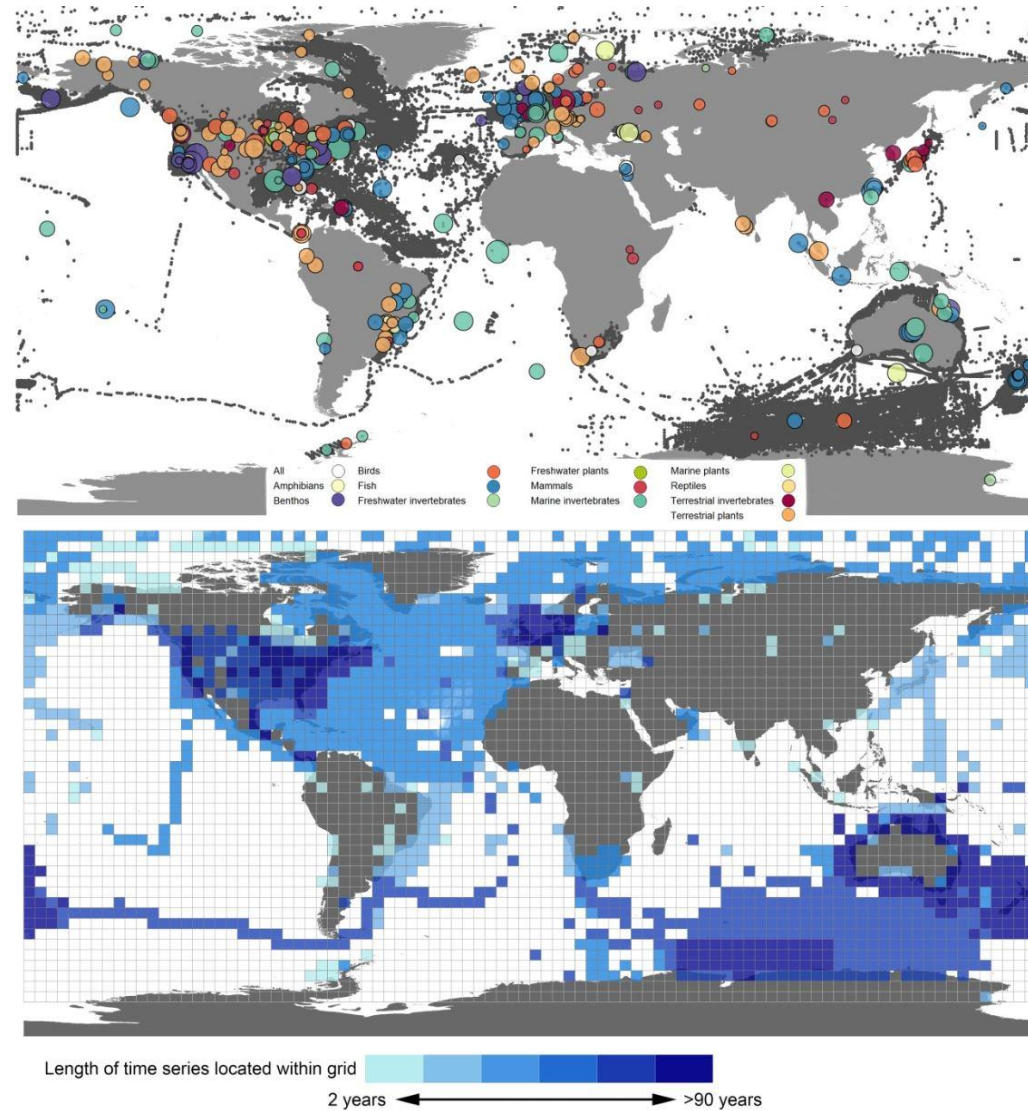 All Birds Freshwater plants Marine plants
Amphibians Fish Mammals Reptiles
Benthos Freshwater invertebrates Marine invertebrates Terrestrial invertebrates
Terrestrial plants
Length of time series located within grid
2 years >90 years